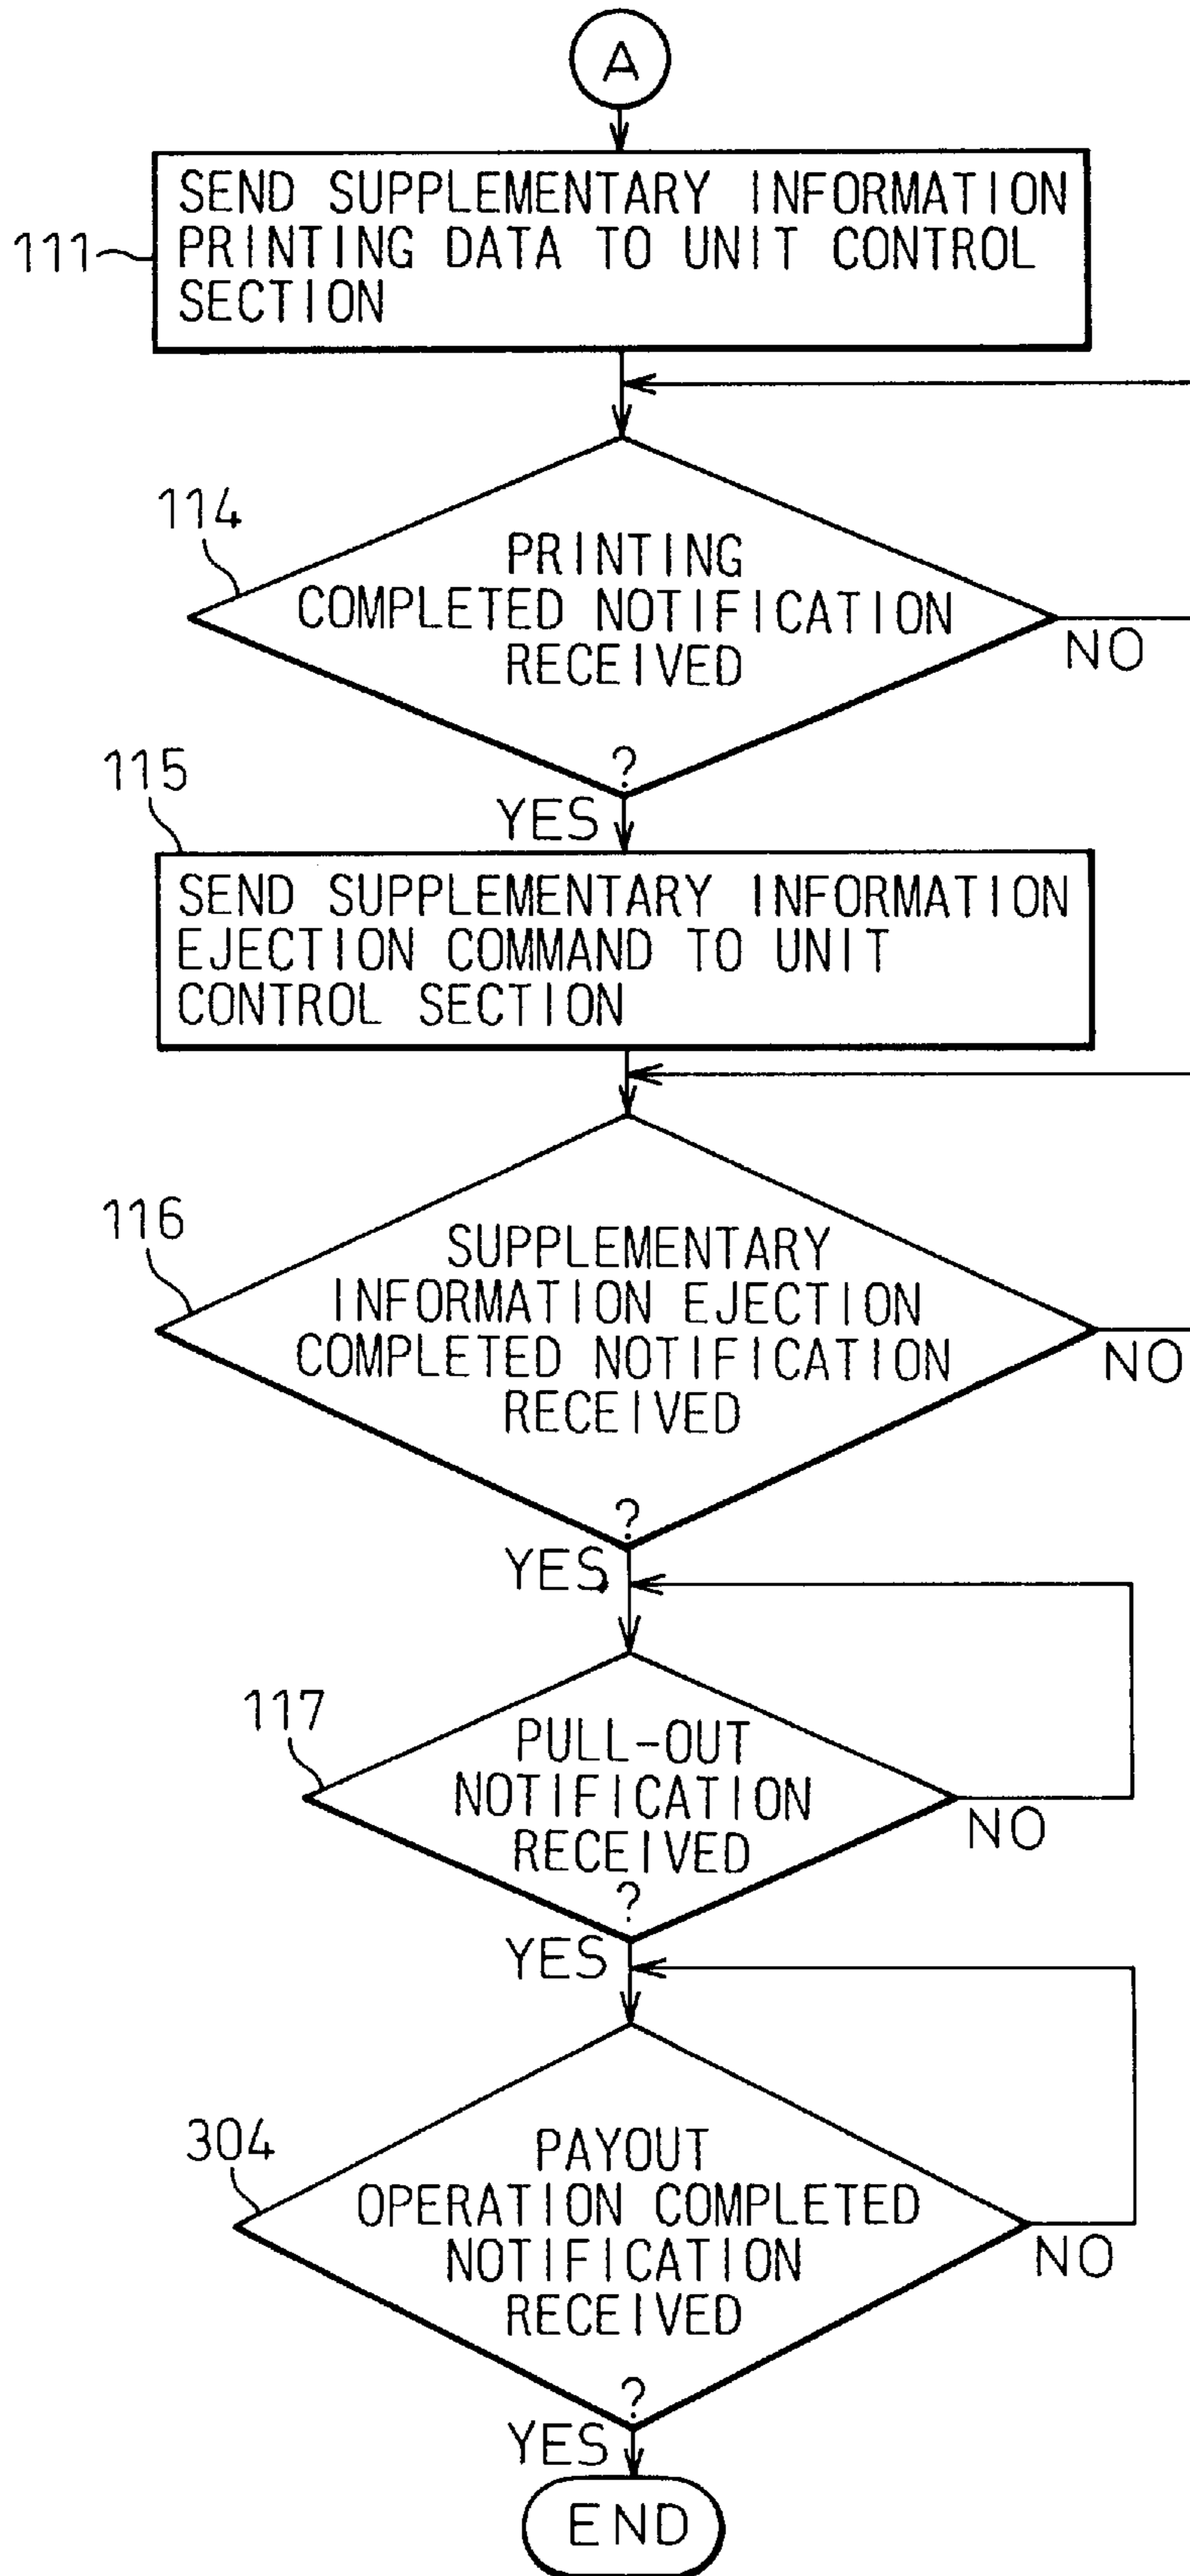 A
SEND SUPPLEMENTARY INFORMATION
111
PRINTING DATA TO UNIT CONTROL
SECTION
114
PRINTING
COMPLETED NOTIFICATION
RECEIVED
NO
?
115
YES
SEND SUPPLEMENTARY INFORMATION
EJECTION COMMAND TO UNIT
CONTROL SECTION
116
SUPPLEMENTARY
INFORMATION EJECTION
COMPLETED NOTIFICATION
NO
RECEIVED
?
YES
117
PULL-OUT
NOTIFICATION
RECEIVED
NO
?
YES
304
PAYOUT
OPERATION COMPLETED
NOTIFICATION
NO
RECEIVED
?
YES
END